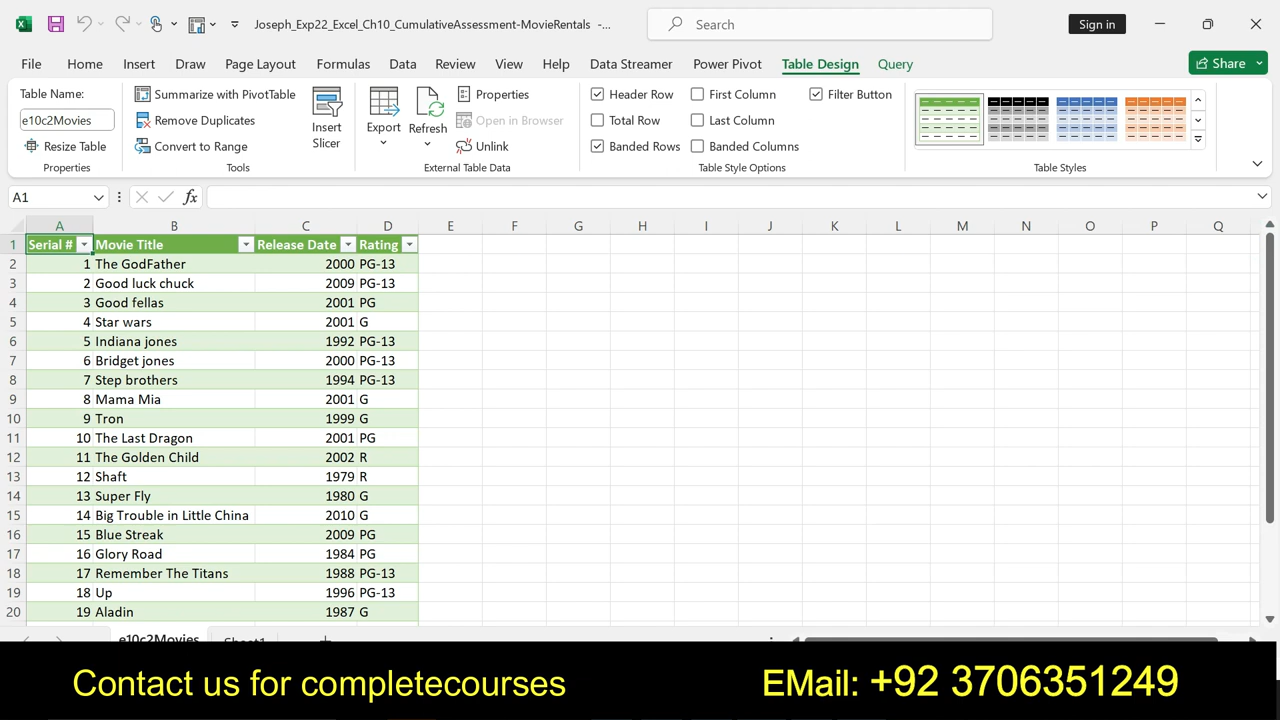 Joseph_Exp22_Excel_Ch10_CumulativeAssessment-MovieRentals -...
Search
Sign in
File Home Insert Draw Page Layout Formulas Data Review View Help Data Streamer Power Pivot Table Design Query
Share
Table Name:
e10c2Movies
Resize Table
Properties
Summarize with PivotTable
Remove Duplicates
Convert to Range
Insert
Slicer
Tools
Export
Refresh
Properties
Open in Browser
Unlink
External Table Data
Header Row First Column Filter Button
Total Row Last Column
Banded Rows Banded Columns
Table Style Options
Table Styles
A1
fx
A B C D E F G H I J K L M N O P Q
1 Serial # Movie Title Release Date Rating
2 1 The GodFather 2000 PG-13
3 2 Good luck chuck 2009 PG-13
4 3 Good fellas 2001 PG
5 4 Star wars 2001 G
6 5 Indiana jones 1992 PG-13
7 6 Bridget jones 2000 PG-13
8 7 Step brothers 1994 PG-13
9 8 Mama Mia 2001 G
10 9 Tron 1999 G
11 10 The Last Dragon 2001 PG
12 11 The Golden Child 2002 R
13 12 Shaft 1979 R
14 13 Super Fly 1980 G
15 14 Big Trouble in Little China 2010 G
16 15 Blue Streak 2009 PG
17 16 Glory Road 1984 PG
18 17 Remember The Titans 1988 PG-13
19 18 Up 1996 PG-13
20 19 Aladin 1987 G
e10c2Movies Sheet1
Contact us for completecourses EMail: +92 3706351249